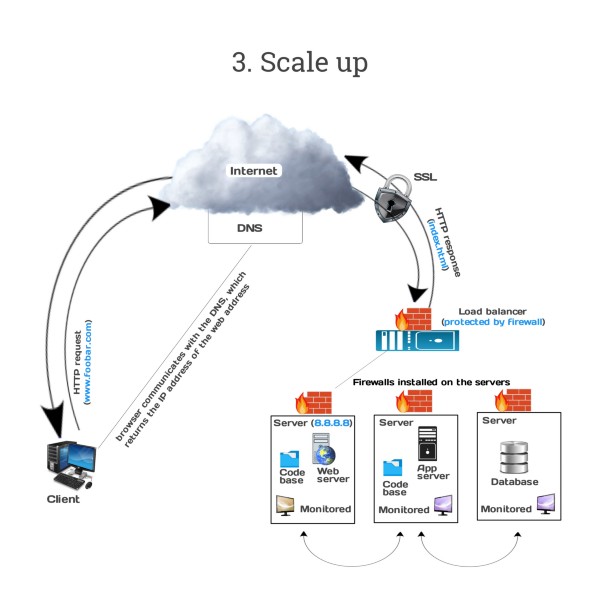 3. Scale up
Internet
DNS
SSL
HTTP response
(index.html)
HTTP request
(www.foobar.com)
browser communicates with the DNS, which
returns the IP address of the web address
Load balancer
(protected by firewall)
Firewalls installed on the servers
Server (8.8.8.8)
Code
base
Web
server
Monitored
Server
App
server
Code
base
Monitored
Server
Database
Monitored
Client